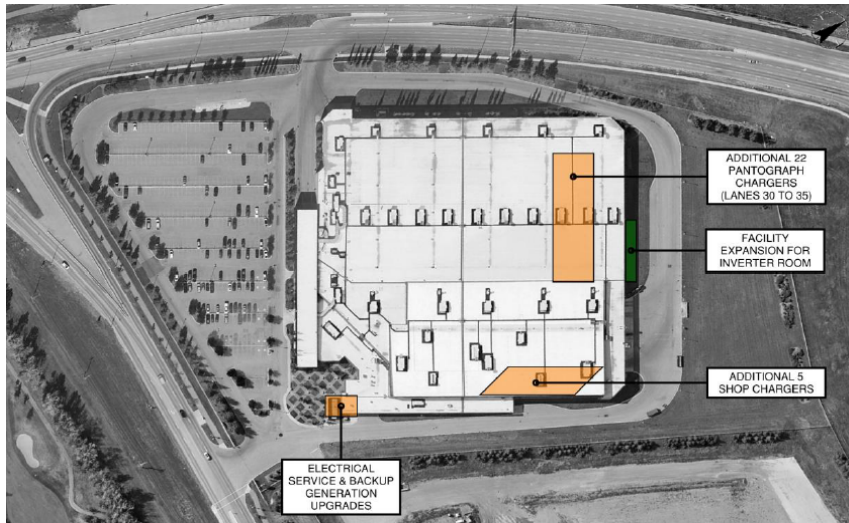 ADDITIONAL 22
PANTOGRAPH
CHARGERS
(LANES 30 TO 35)
FACILITY
EXPANSION FOR
INVERTER ROOM
ADDITIONAL 5
SHOP CHARGERS
ELECTRICAL
SERVICE & BACKUP
GENERATION
UPGRADES